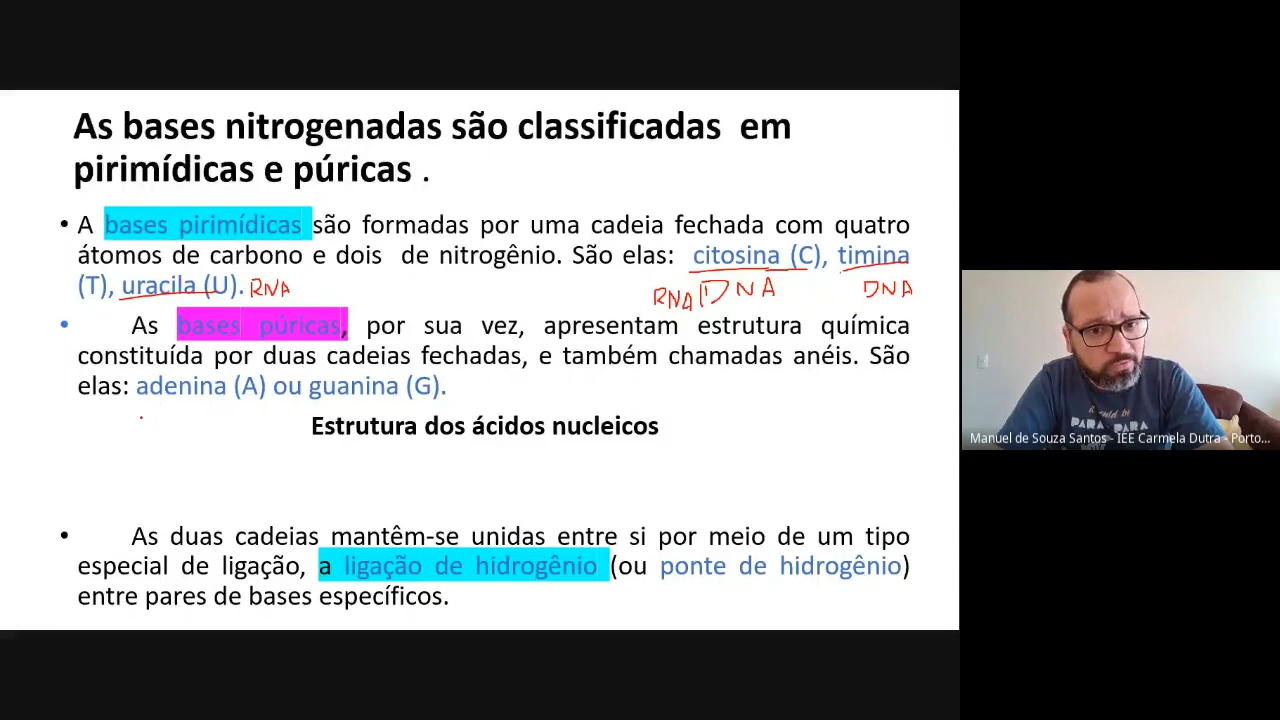 As bases nitrogenadas são classificadas em
pirimídicas e púricas .
• A bases pirimídicas são formadas por uma cadeia fechada com quatro
átomos de carbono e dois de nitrogênio. São elas: citosina (C), timina
(T), uracila (U). RNA RNA DNA DNA
• As bases púricas, por sua vez, apresentam estrutura química
constituída por duas cadeias fechadas, e também chamadas anéis. São
elas: adenina (A) ou guanina (G).
Estrutura dos ácidos nucleicos
• As duas cadeias mantêm-se unidas entre si por meio de um tipo
especial de ligação, a ligação de hidrogênio (ou ponte de hidrogênio)
entre pares de bases específicos.
PARA PARA
Manuel de Souza Santos - IEE Carmela Dutra - Porto...